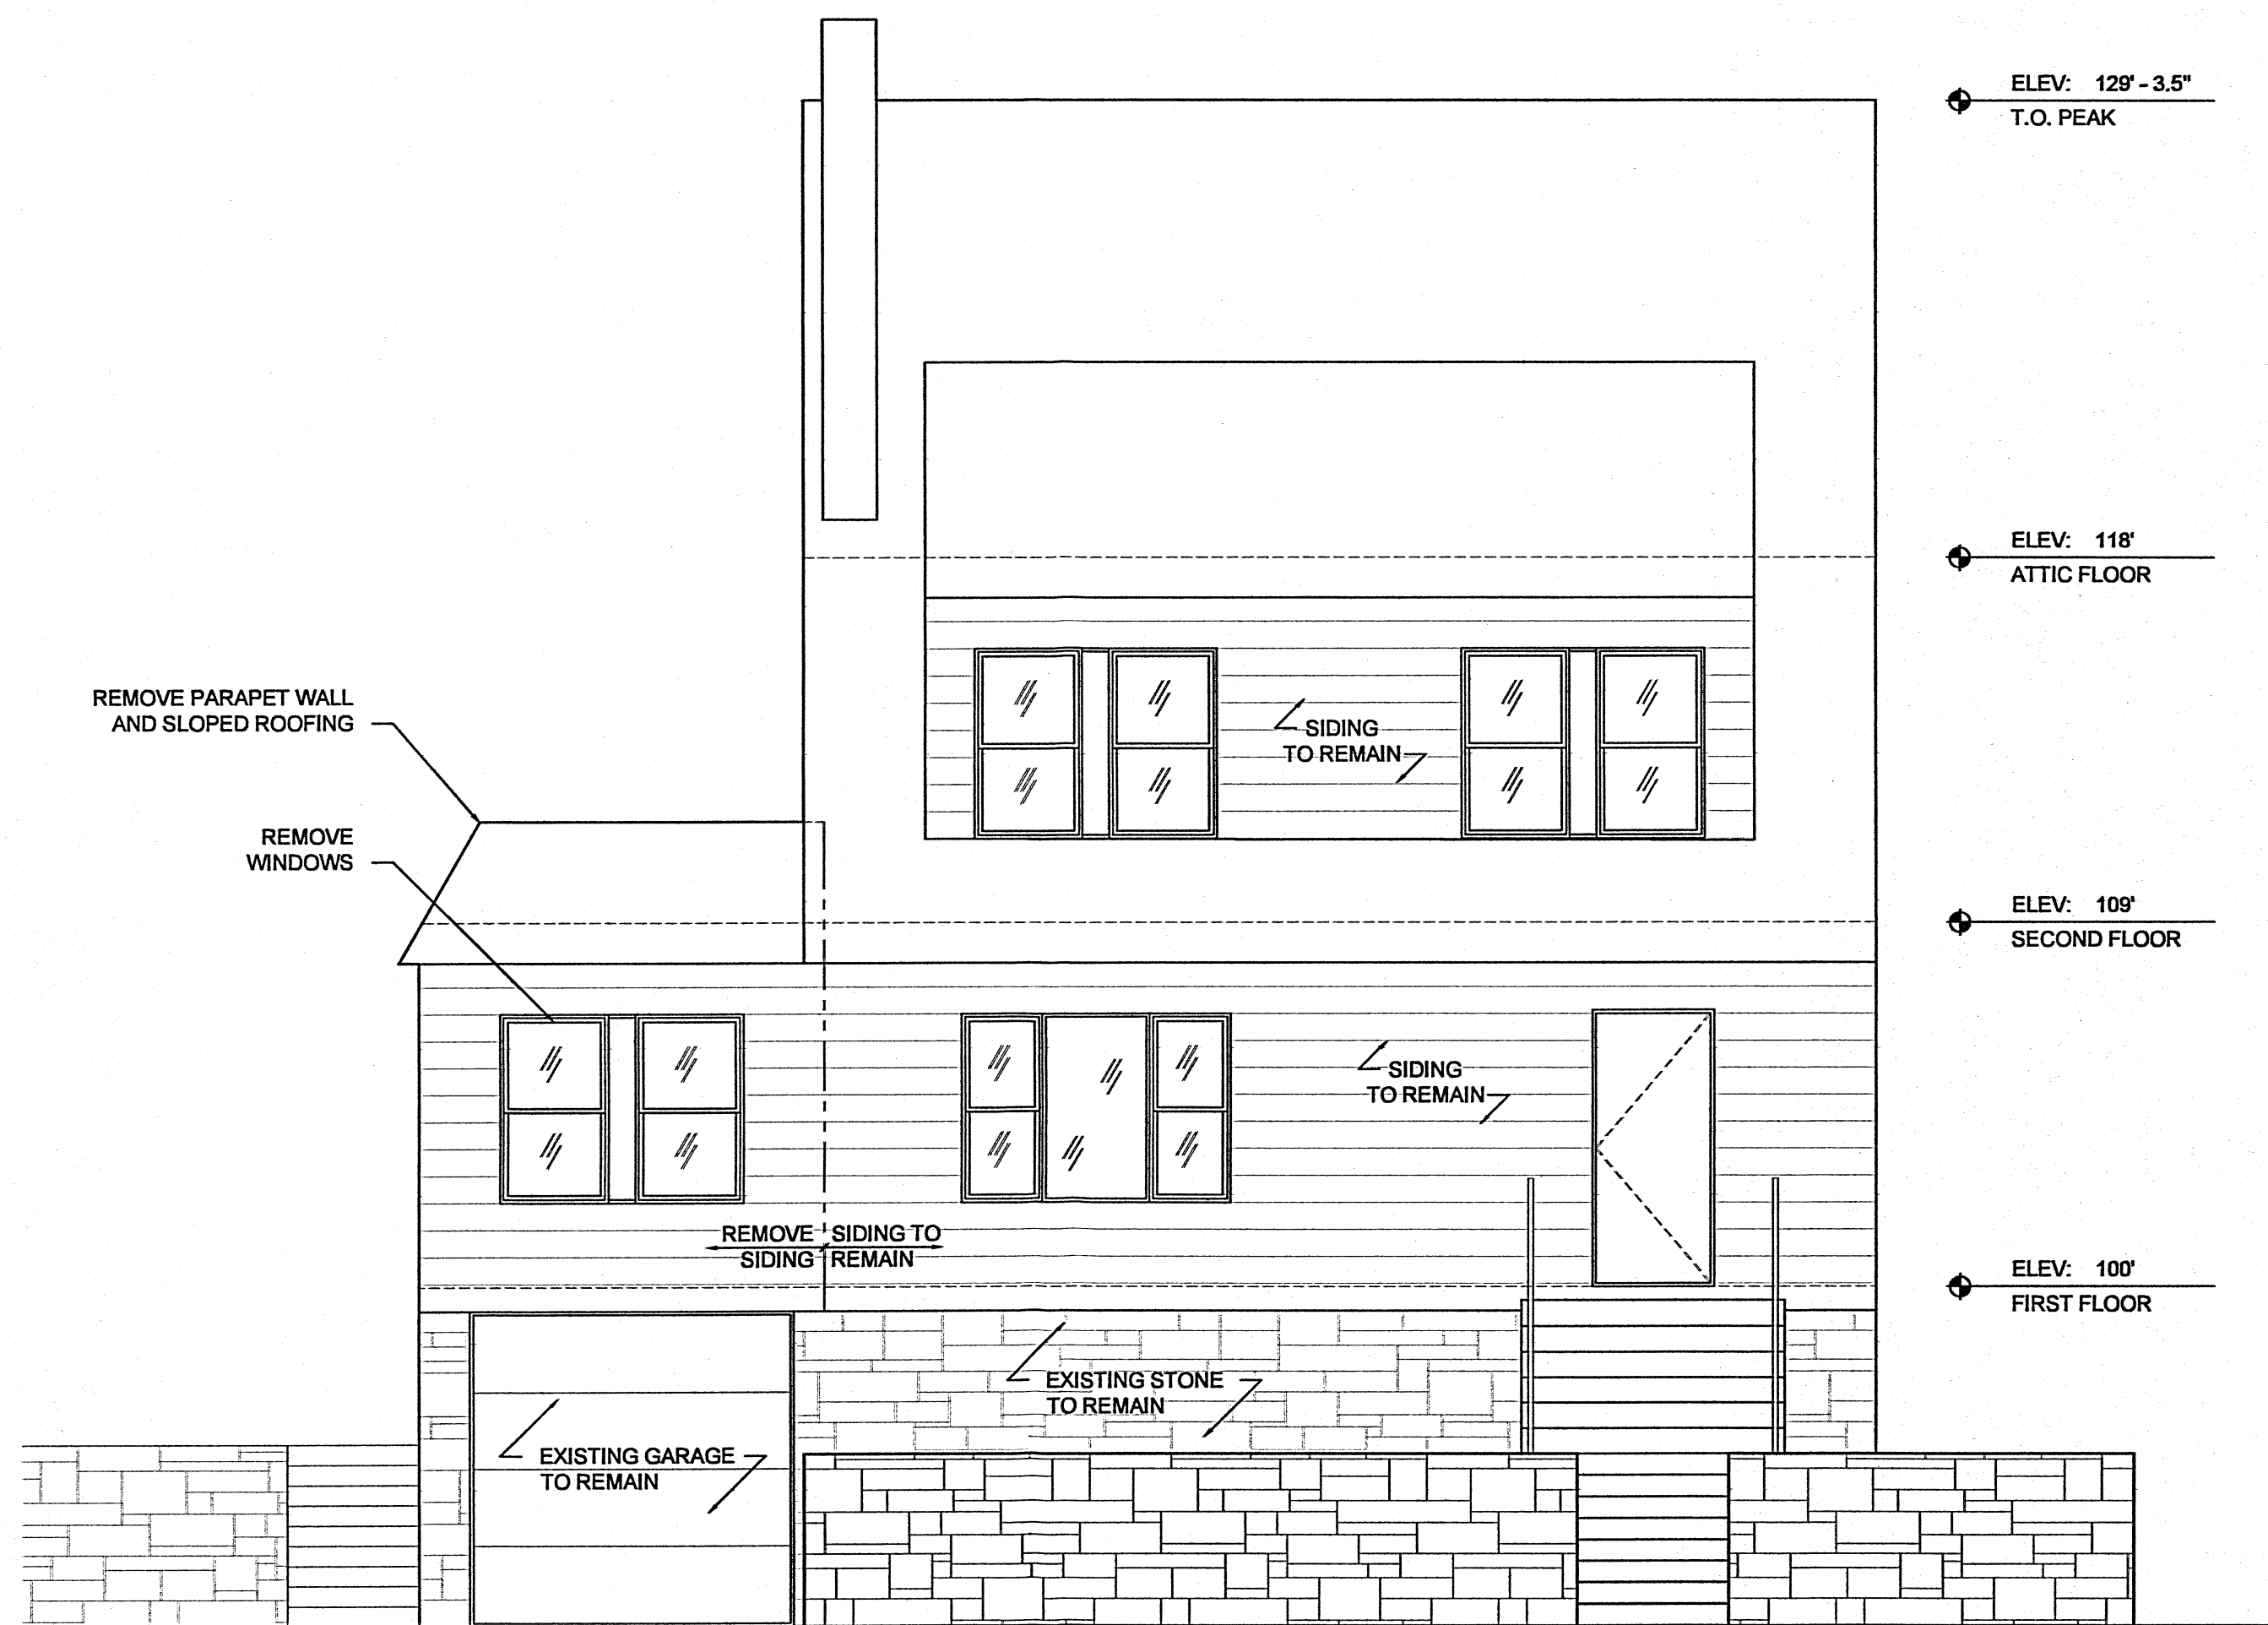 ELEV: 129' - 3.5"
T.O. PEAK
ELEV: 118'
ATTIC FLOOR
REMOVE PARAPET WALL
AND SLOPED ROOFING
SIDING
TO REMAIN
REMOVE
WINDOWS
ELEV: 109'
SECOND FLOOR
SIDING
TO REMAIN
REMOVE
SIDING
SIDING TO
REMAIN
ELEV: 100'
FIRST FLOOR
EXISTING STONE
TO REMAIN
EXISTING GARAGE
TO REMAIN